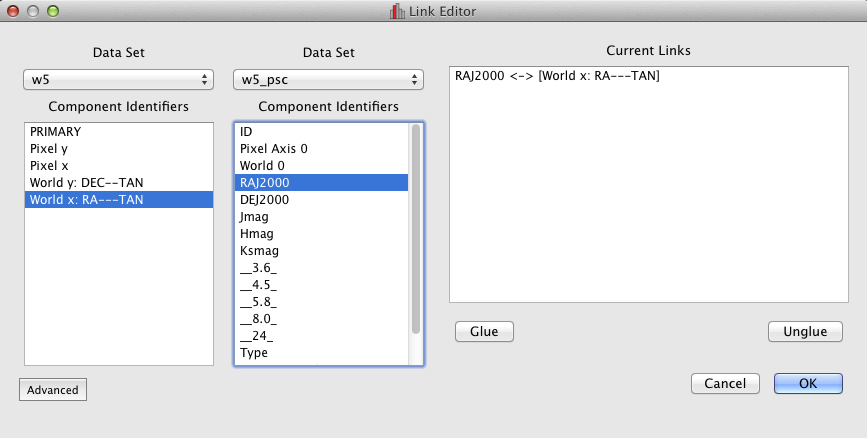 Link Editor
Data Set
w5
Component Identifiers
PRIMARY
Pixel y
Pixel x
World y: DEC--TAN
World x: RA---TAN
Advanced
Data Set
w5_psc
Component Identifiers
ID
Pixel Axis 0
World 0
RAJ2000
DEJ2000
Jmag
Hmag
Ksmag
__3.6_
__4.5_
__5.8_
__8.0_
__24_
Type
Current Links
RAJ2000 <-> [World x: RA---TAN]
Glue
Unglue
Cancel
OK